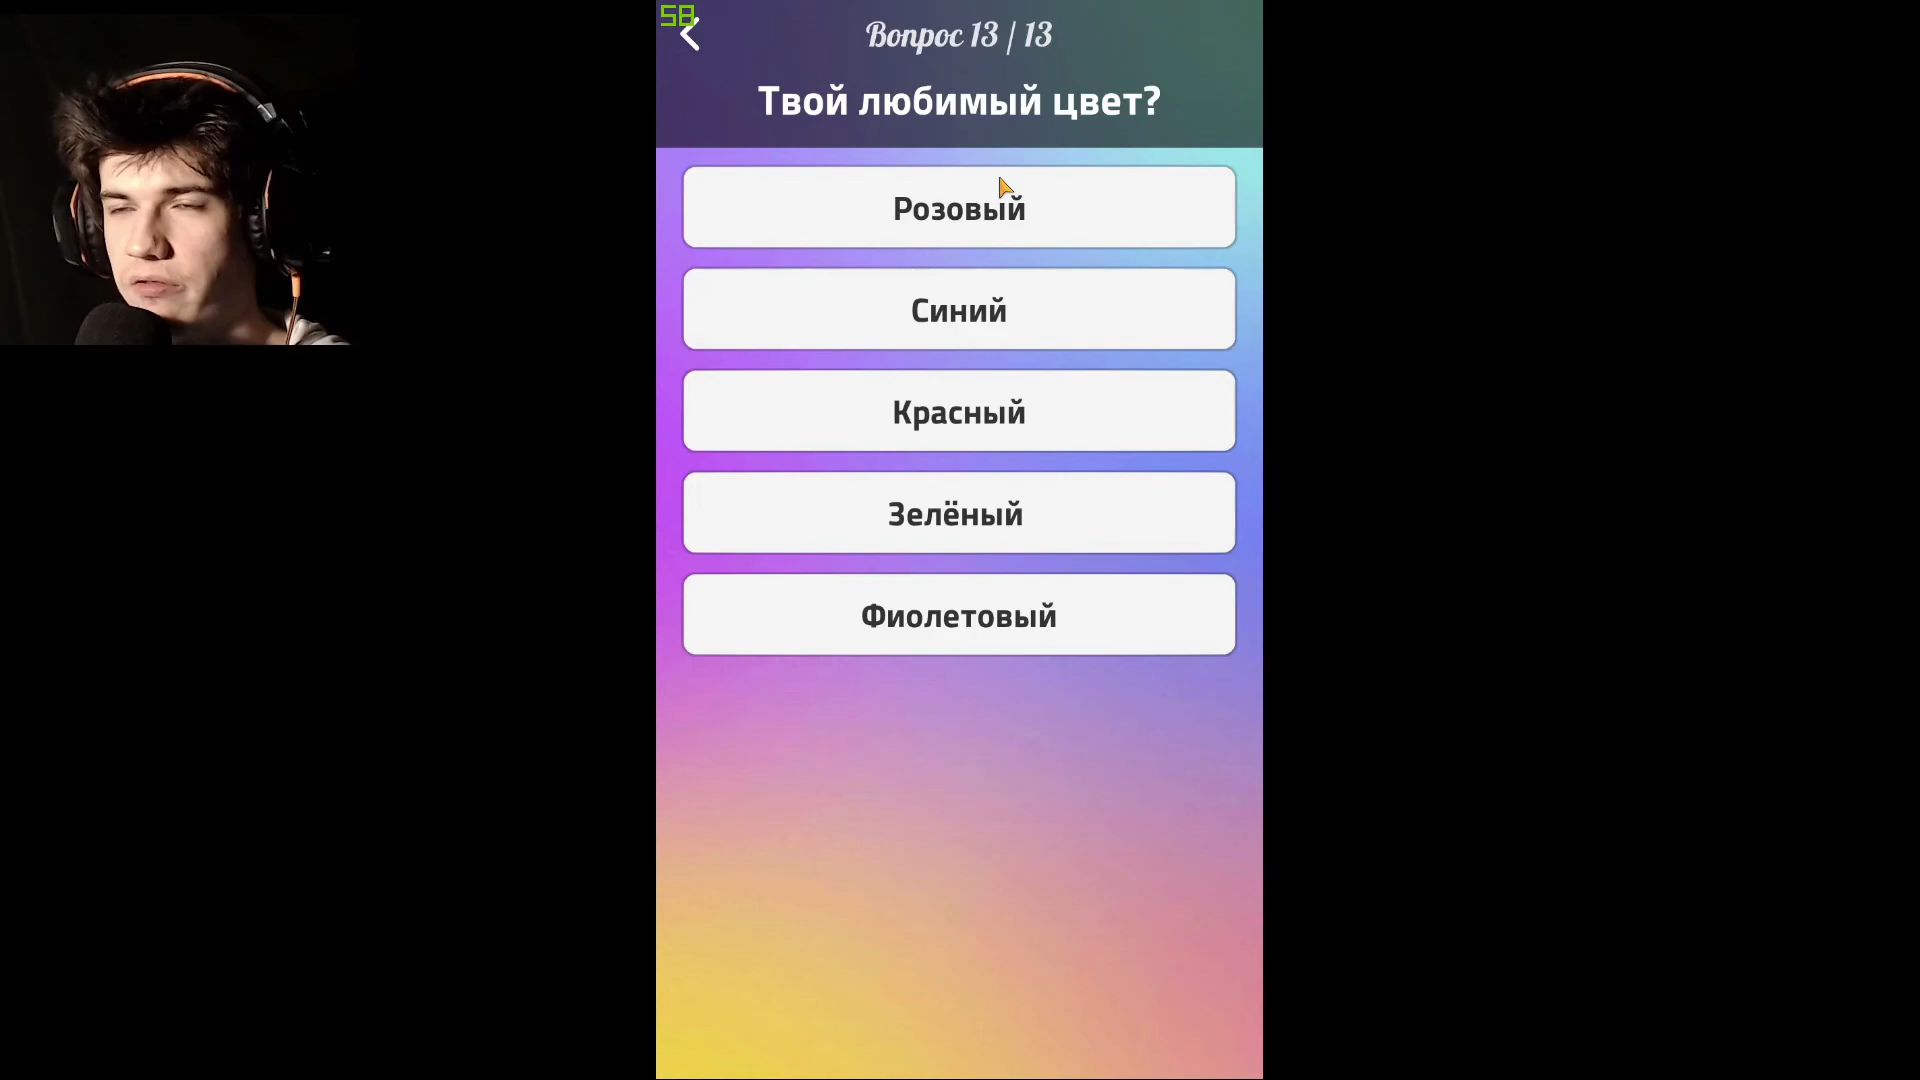 58
Вопрос 13 / 13
Твой любимый цвет?
Розовый
Синий
Красный
Зелёный
Фиолетовый